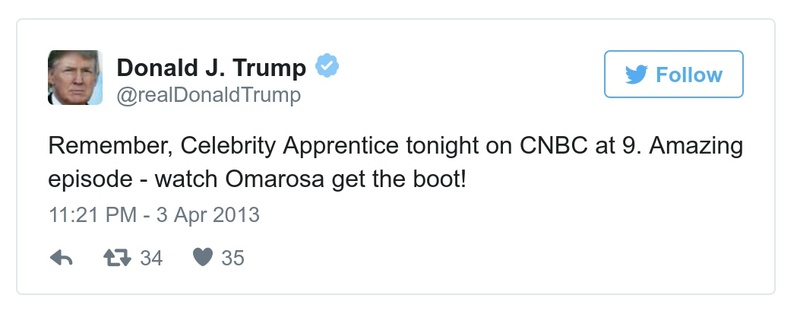 Donald J. Trump
@realDonaldTrump
Follow
Remember, Celebrity Apprentice tonight on CNBC at 9. Amazing
episode - watch Omarosa get the boot!
11:21 PM - 3 Apr 2013
34 35